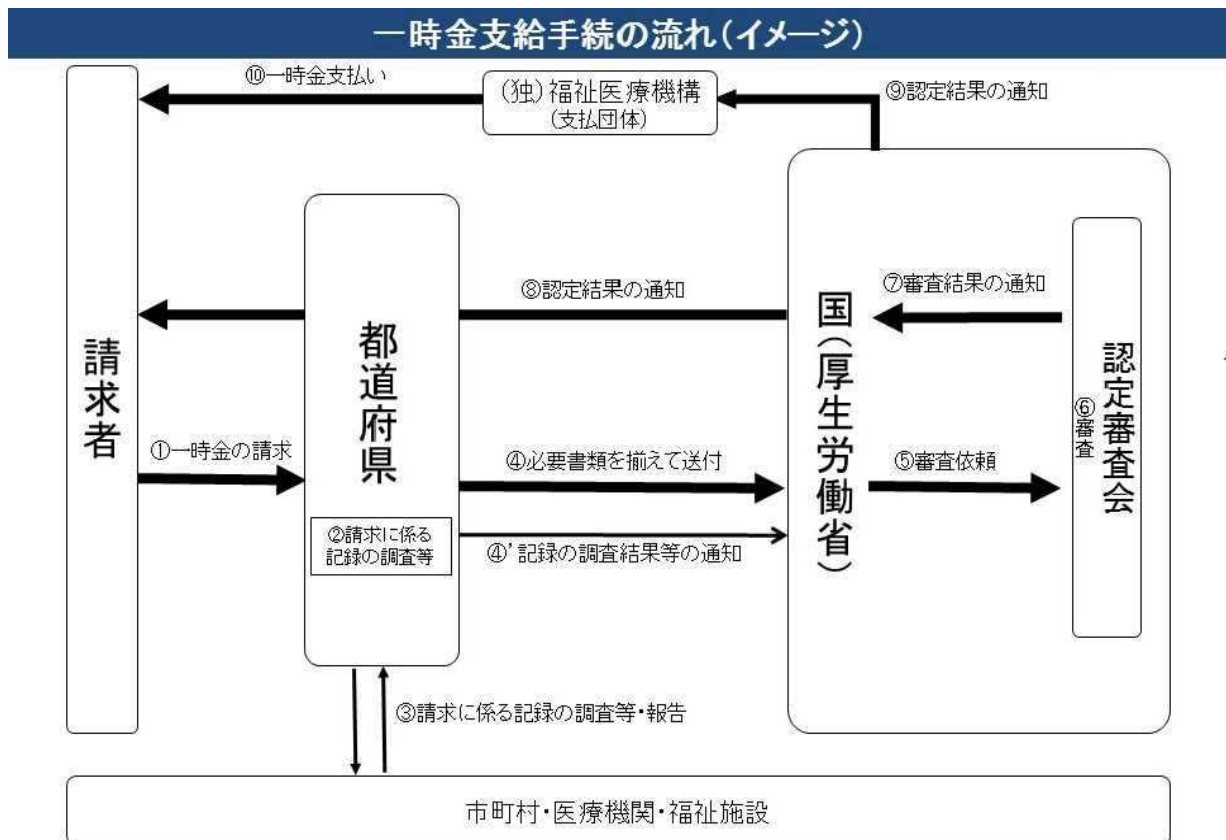 一時金支給手続の流れ(イメージ)
⑩一時金支払い
(独)福祉医療機構
(支払団体)
⑨認定結果の通知
⑧認定結果の通知
⑦審査結果の通知
請求者
都道府県
国(厚生労働省)
認定審査会
⑥審査
①一時金の請求
④必要書類を揃えて送付
⑤審査依頼
②請求に係る
記録の調査等
④'記録の調査結果等の通知
③請求に係る記録の調査等・報告
市町村・医療機関・福祉施設